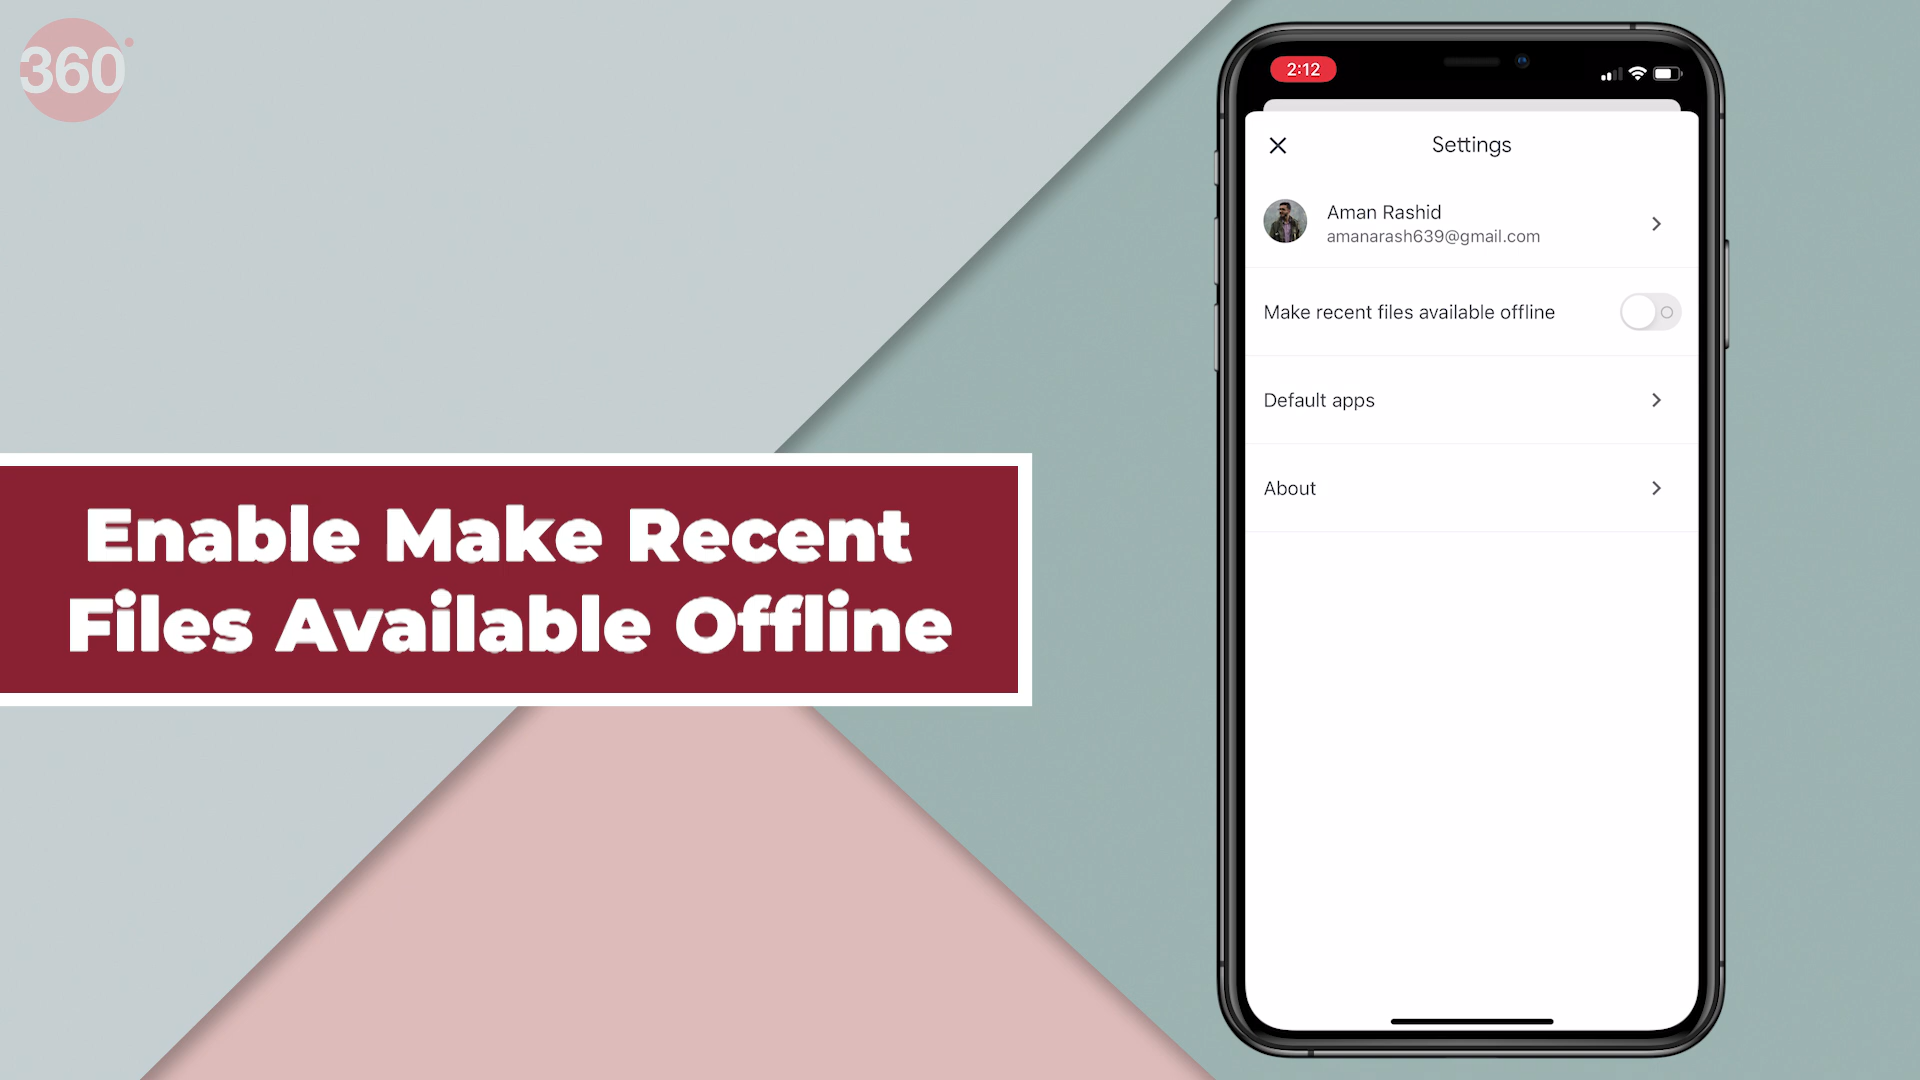 360
Enable Make Recent
Files Available Offline
2:12
Settings
Aman Rashid
amanarash639@gmail.com
Make recent files available offline
Default apps
About